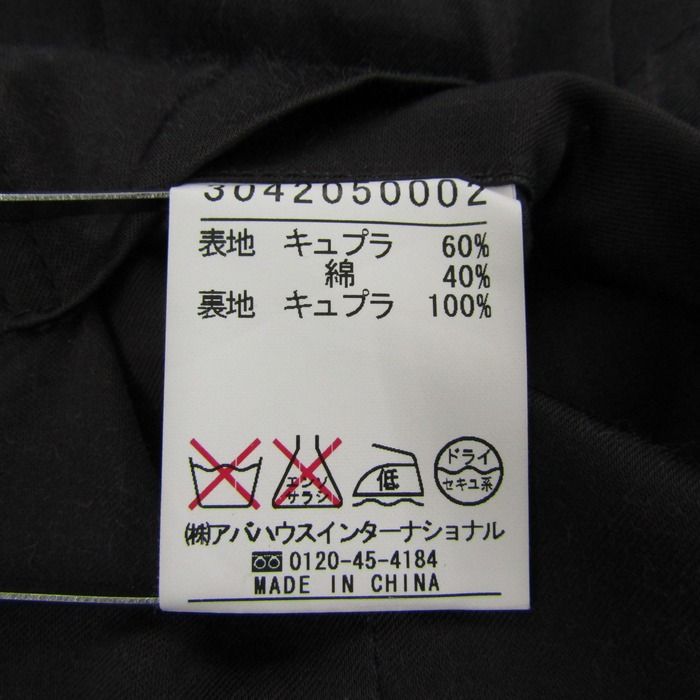 3042050002
表地 キュプラ 60%
綿 40%
裏地 キュプラ 100%
エンソ サラシ
低
ドライ
セキユ系
㈱アバハウスインターナショナル
0120-45-4184
MADE IN CHINA